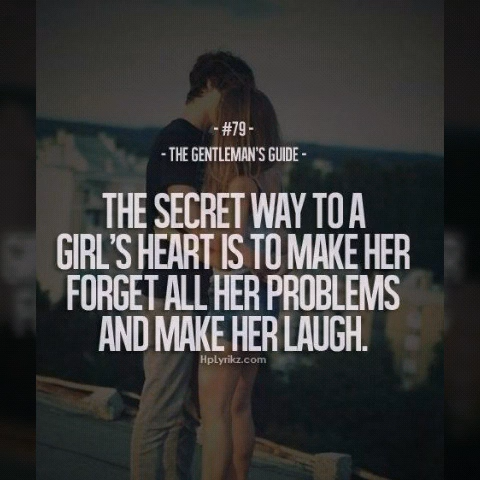 - #79 -
- THE GENTLEMAN'S GUIDE -
THE SECRET WAY TO A
GIRL'S HEART IS TO MAKE HER
FORGET ALL HER PROBLEMS
AND MAKE HER LAUGH.
HpLyrikz.com